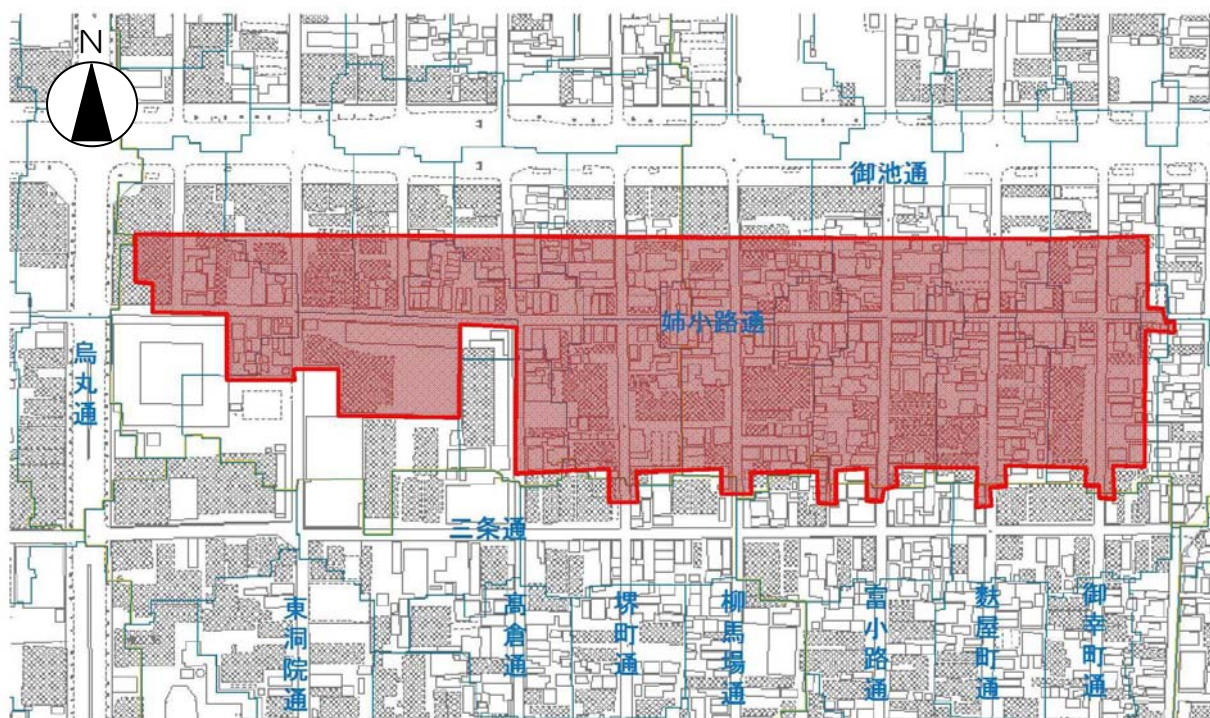 N
御池通
姉小路通
烏丸通
三条通
東洞院通
高倉通
堺町通
柳馬場通
富小路通
麩屋町通
御幸町通